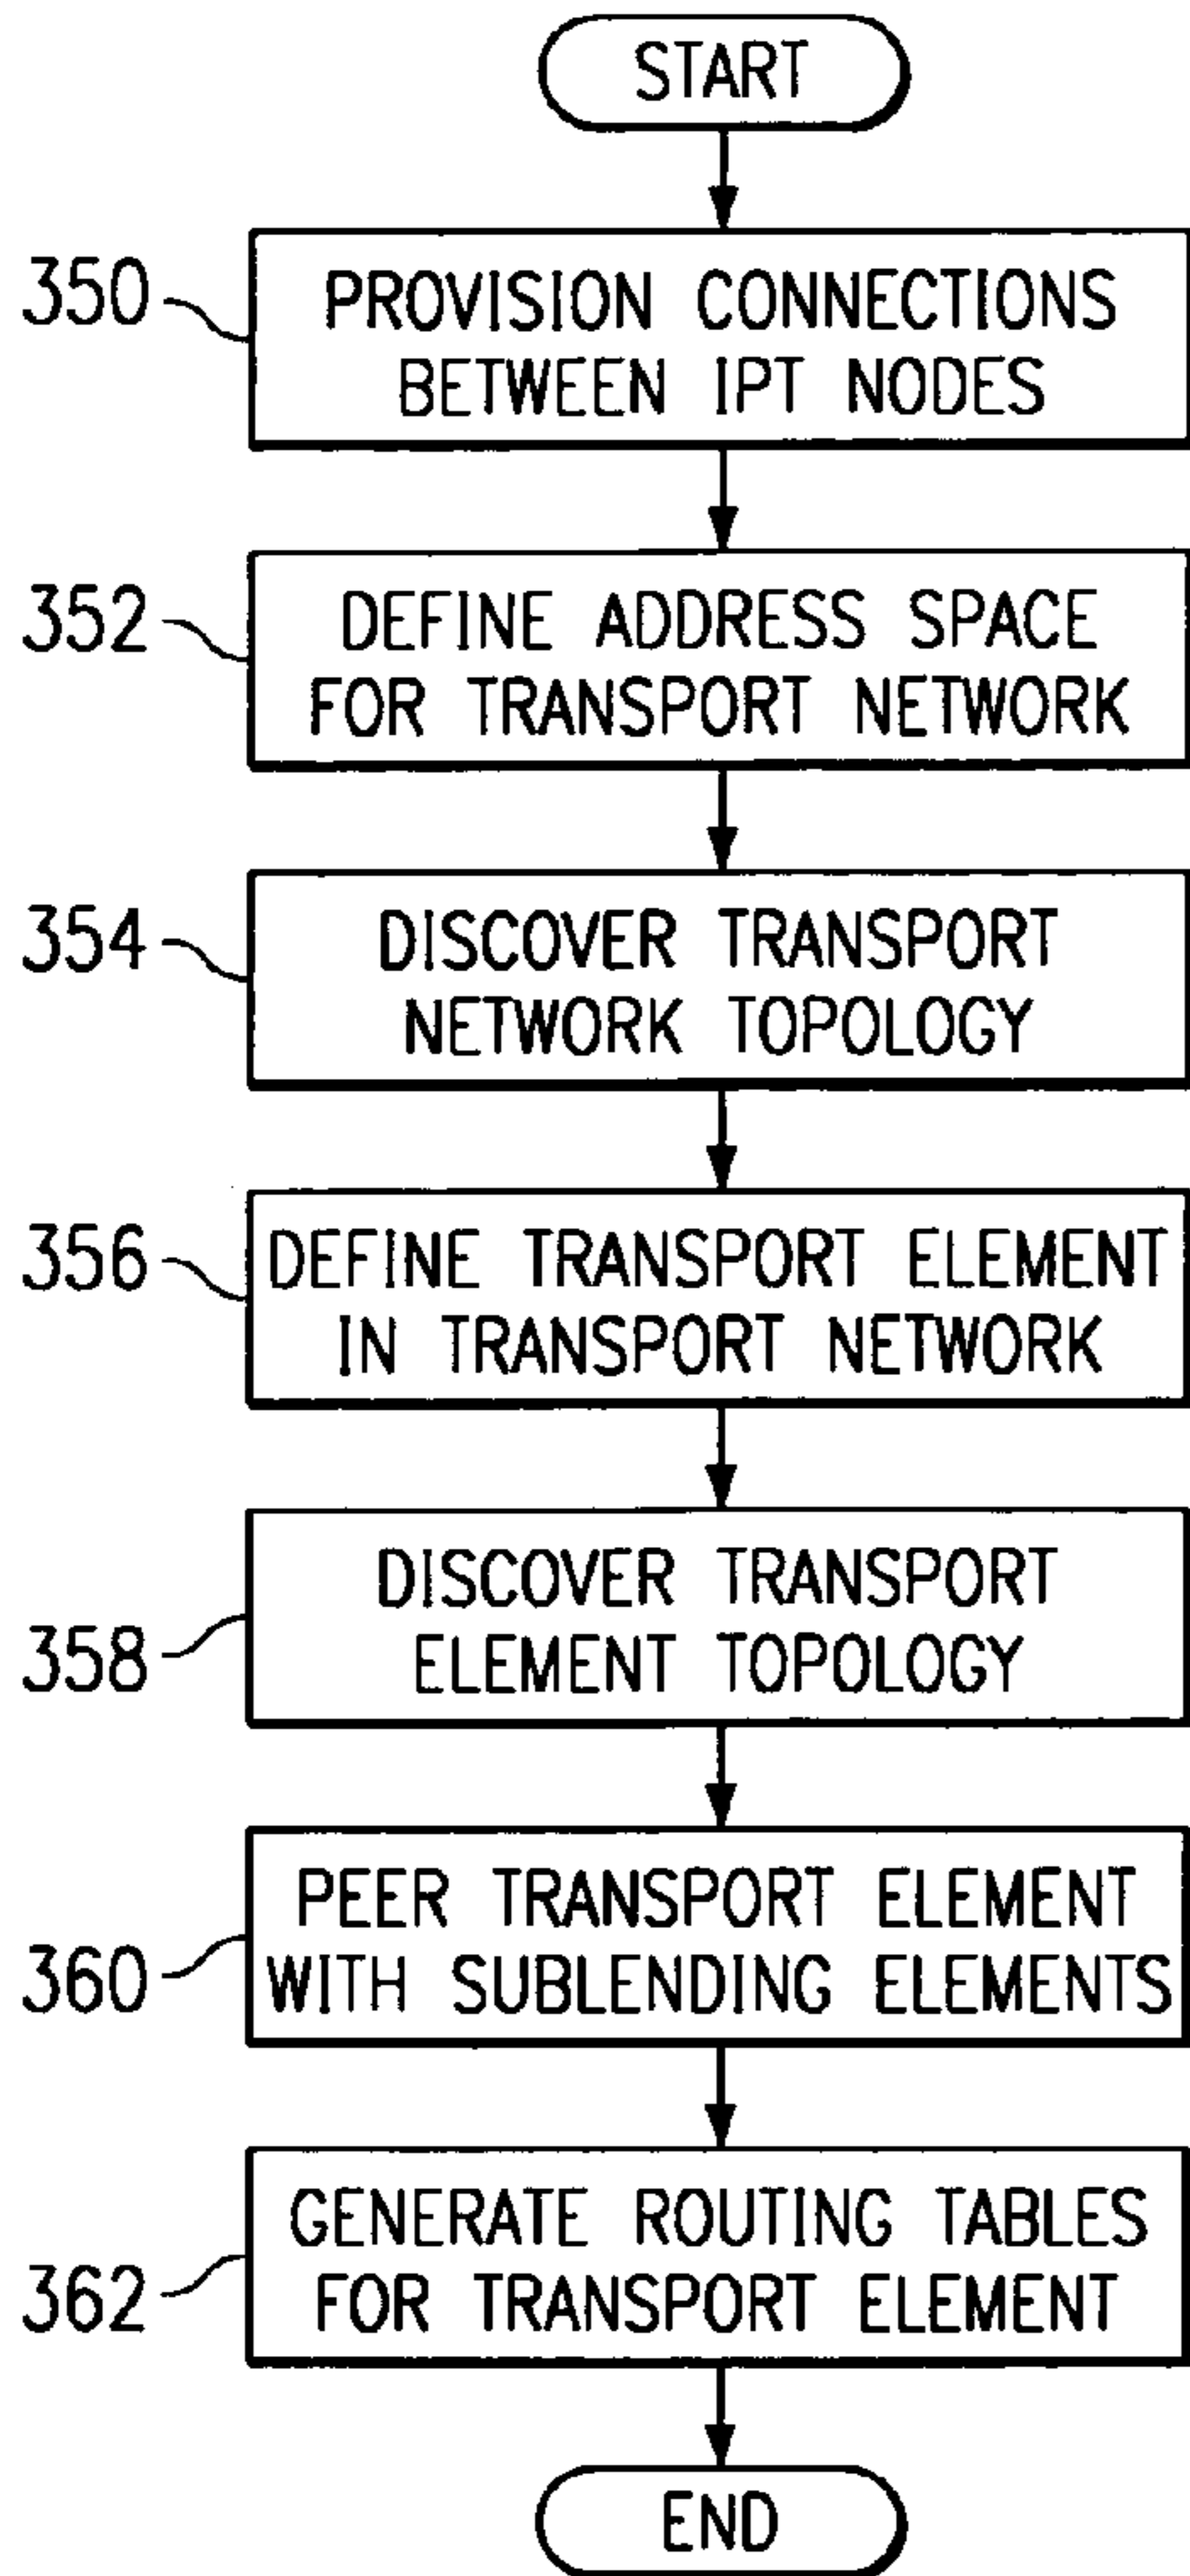 START
350
PROVISION CONNECTIONS
BETWEEN IPT NODES
352
DEFINE ADDRESS SPACE
FOR TRANSPORT NETWORK
354
DISCOVER TRANSPORT
NETWORK TOPOLOGY
356
DEFINE TRANSPORT ELEMENT
IN TRANSPORT NETWORK
358
DISCOVER TRANSPORT
ELEMENT TOPOLOGY
360
PEER TRANSPORT ELEMENT
WITH SUBLENDING ELEMENTS
362
GENERATE ROUTING TABLES
FOR TRANSPORT ELEMENT
END